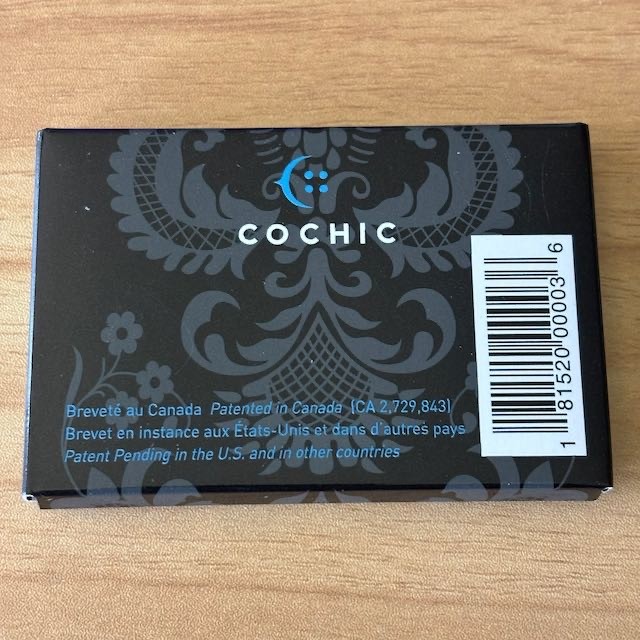 COCHIC
Breveté au Canada Patented in Canada (CA 2,729,843)
Brevet en instance aux États-Unis et dans d'autres pays
Patent Pending in the U.S. and in other countries
1 81520 00003 6